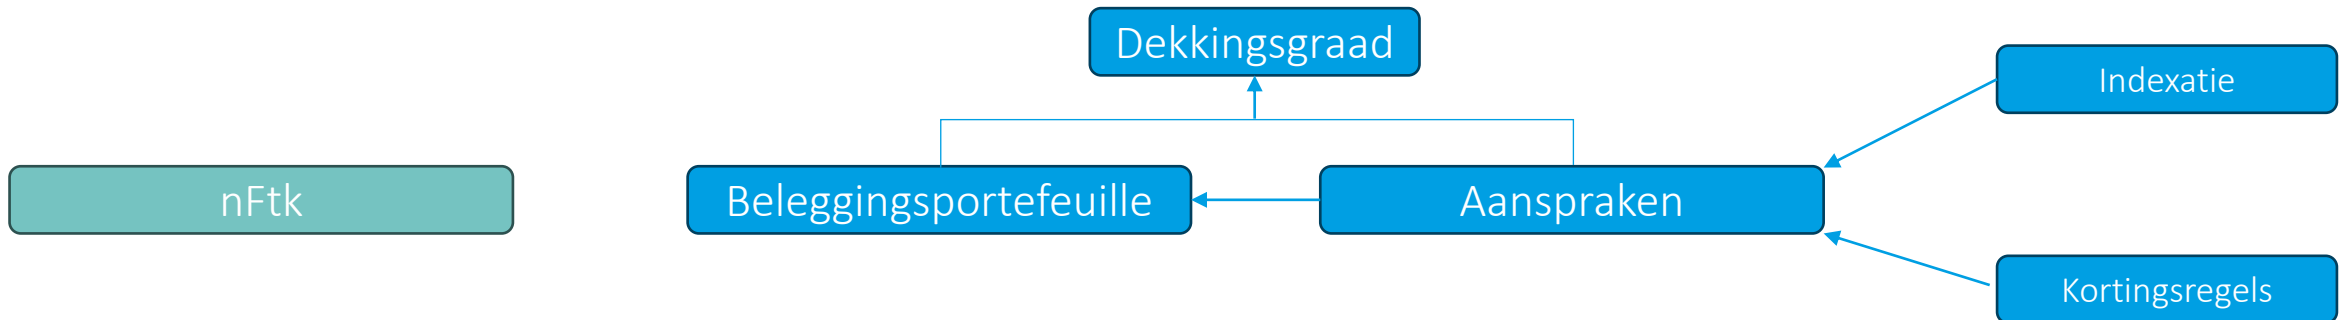 Dekkingsgraad
Indexatie
nFtk
Beleggingsportefeuille
Aanspraken
Kortingsregels